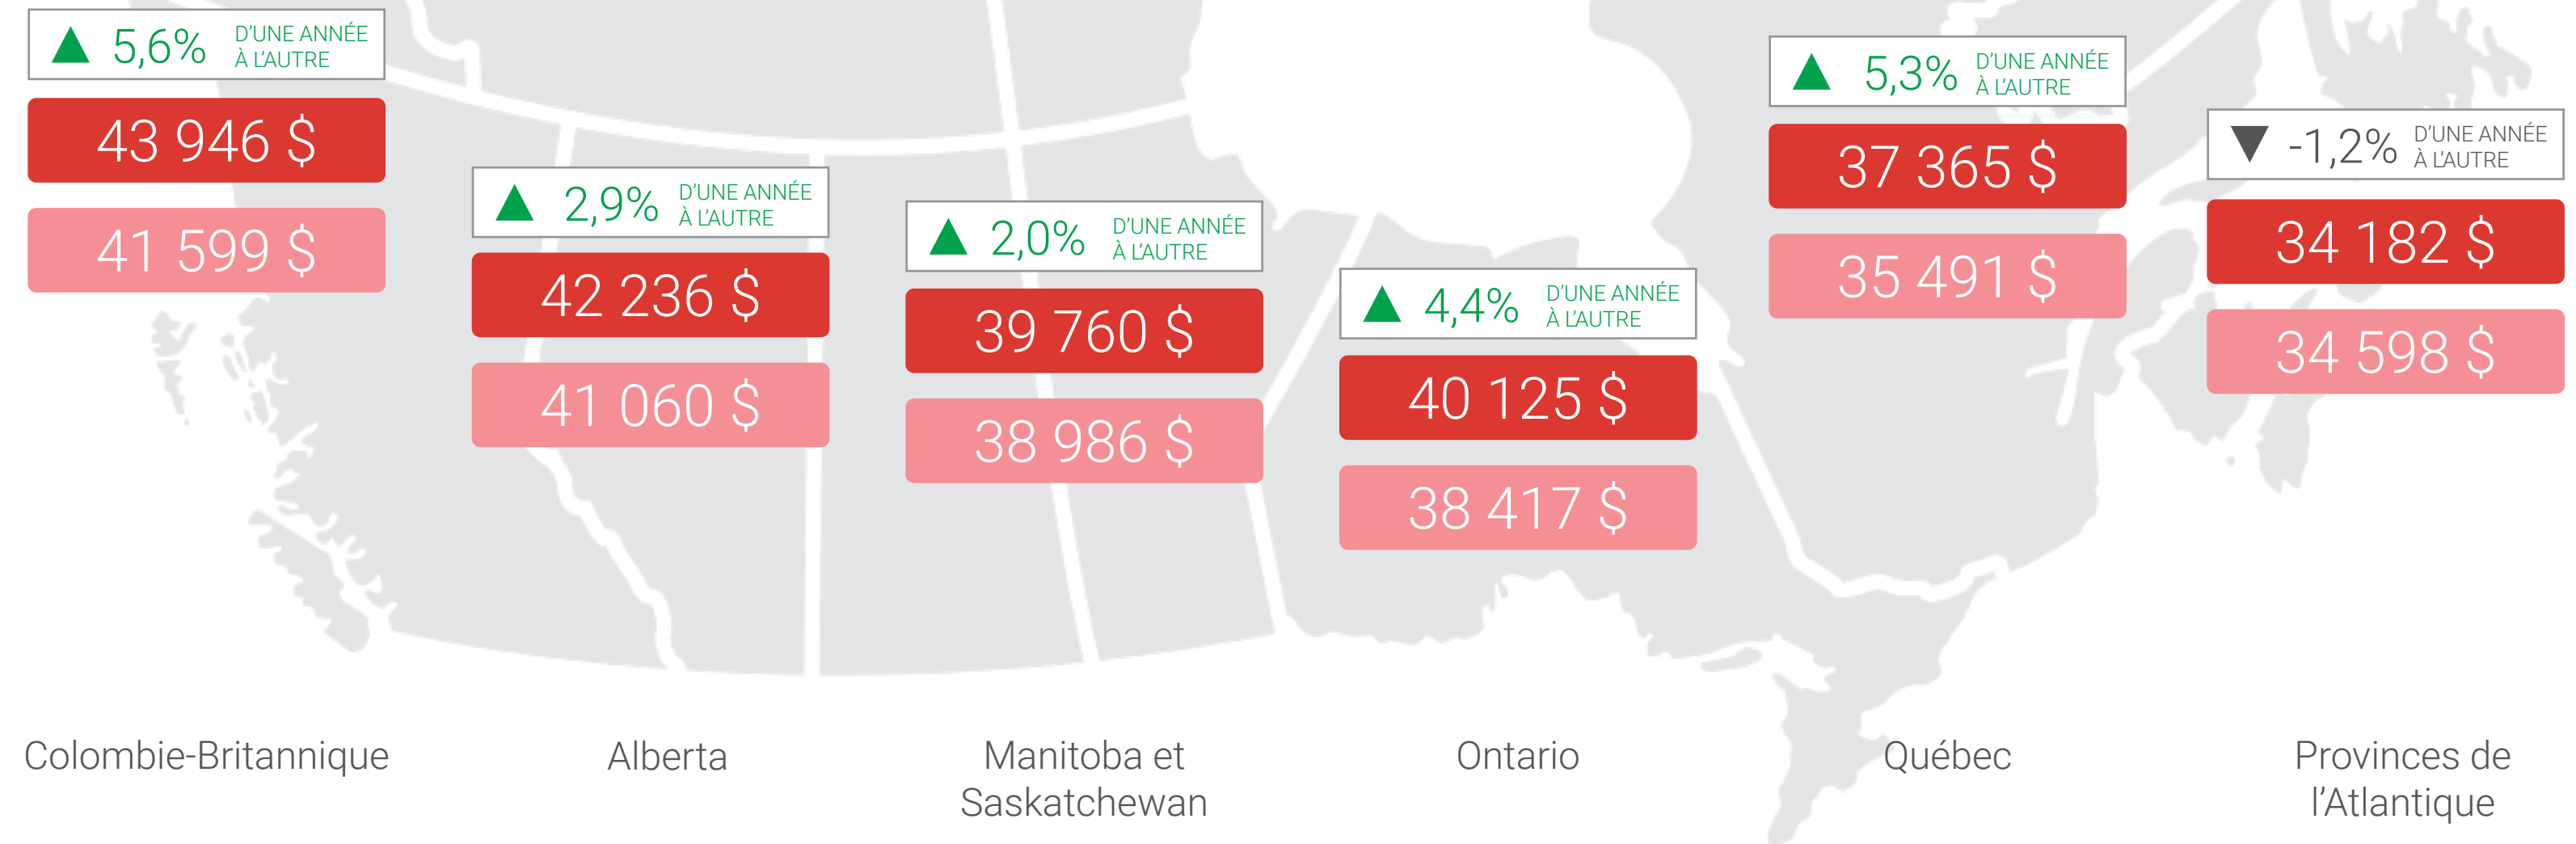 5,6% D'UNE ANNÉE
À L'AUTRE
43 946 $
41 599 $
Colombie-Britannique
2,9% D'UNE ANNÉE
À L'AUTRE
42 236 $
41 060 $
Alberta
2,0% D'UNE ANNÉE
À L'AUTRE
39 760 $
38 986 $
Manitoba et
Saskatchewan
4,4% D'UNE ANNÉE
À L'AUTRE
40 125 $
38 417 $
Ontario
5,3% D'UNE ANNÉE
À L'AUTRE
37 365 $
35 491 $
Québec
-1,2% D'UNE ANNÉE
À L'AUTRE
34 182 $
34 598 $
Provinces de
l'Atlantique